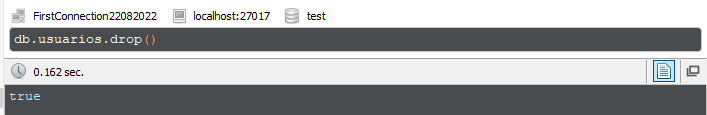 FirstConnection22082022 localhost:27017 test
db.usuarios.drop()
0.162 sec.
true